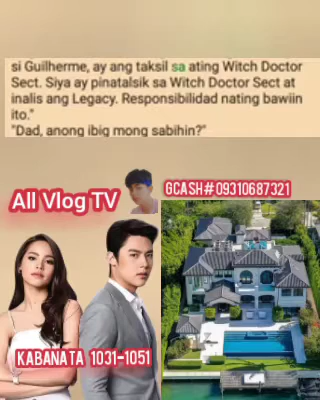 si Guilherme, ay ang taksil sa ating Witch Doctor
Sect. Siya ay pinatalsik sa Witch Doctor Sect at
inalis ang Legacy. Responsibilidad nating bawiin
ito."
"Dad, anong ibig mong sabihin?"
All Vlog TV
GCASH#09310687321
KABANATA 1031-1051